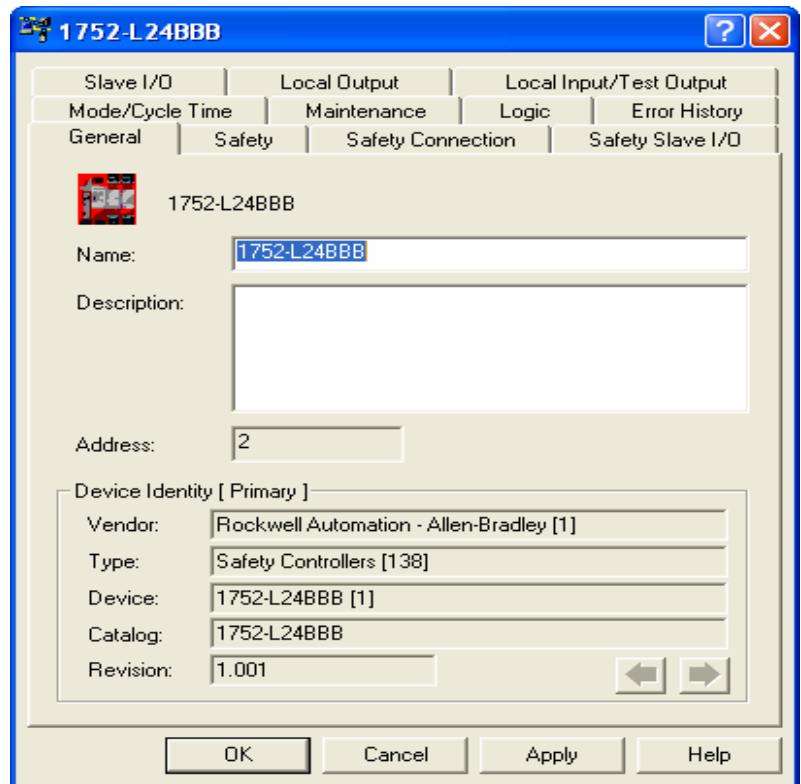 1752-L24BBB
Slave I/O Local Output Local Input/Test Output
Mode/Cycle Time Maintenance Logic Error History
General Safety Safety Connection Safety Slave I/O
1752-L24BBB
Name: 1752-L24BBB
Description:
Address: 2
Device Identity [ Primary ]
Vendor: Rockwell Automation - Allen-Bradley [1]
Type: Safety Controllers [138]
Device: 1752-L24BBB [1]
Catalog: 1752-L24BBB
Revision: 1.001
OK Cancel Apply Help